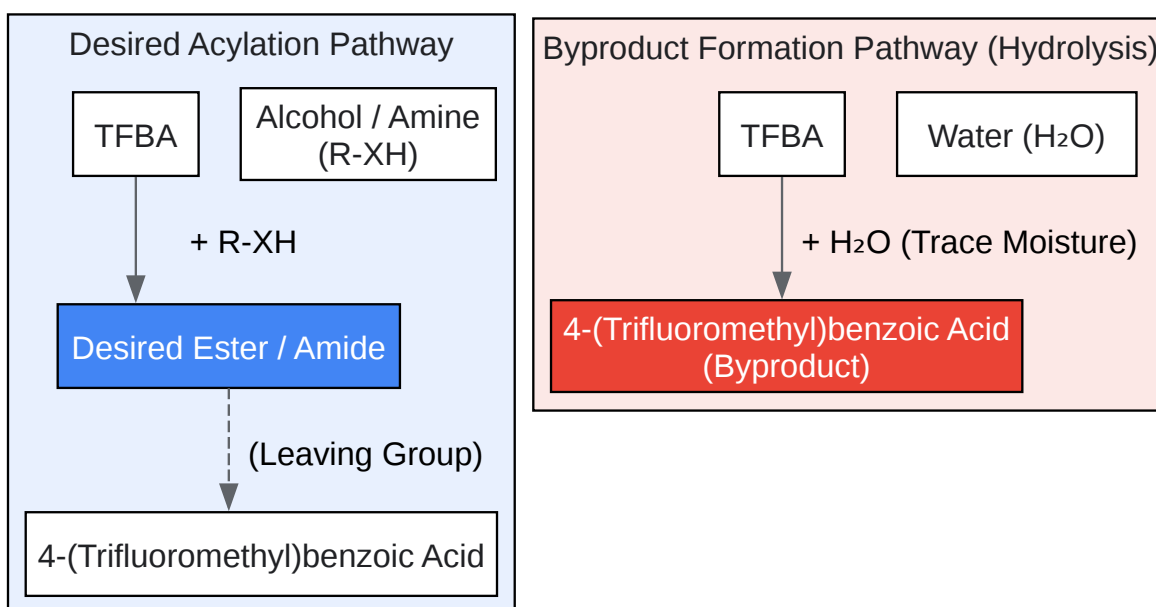 Desired Acylation Pathway
TFBA
Alcohol / Amine
(R-XH)
+ R-XH
Desired Ester / Amide
(Leaving Group)
4-(Trifluoromethyl)benzoic Acid
Byproduct Formation Pathway (Hydrolysis)
TFBA
Water (H₂O)
+ H₂O (Trace Moisture)
4-(Trifluoromethyl)benzoic Acid
(Byproduct)